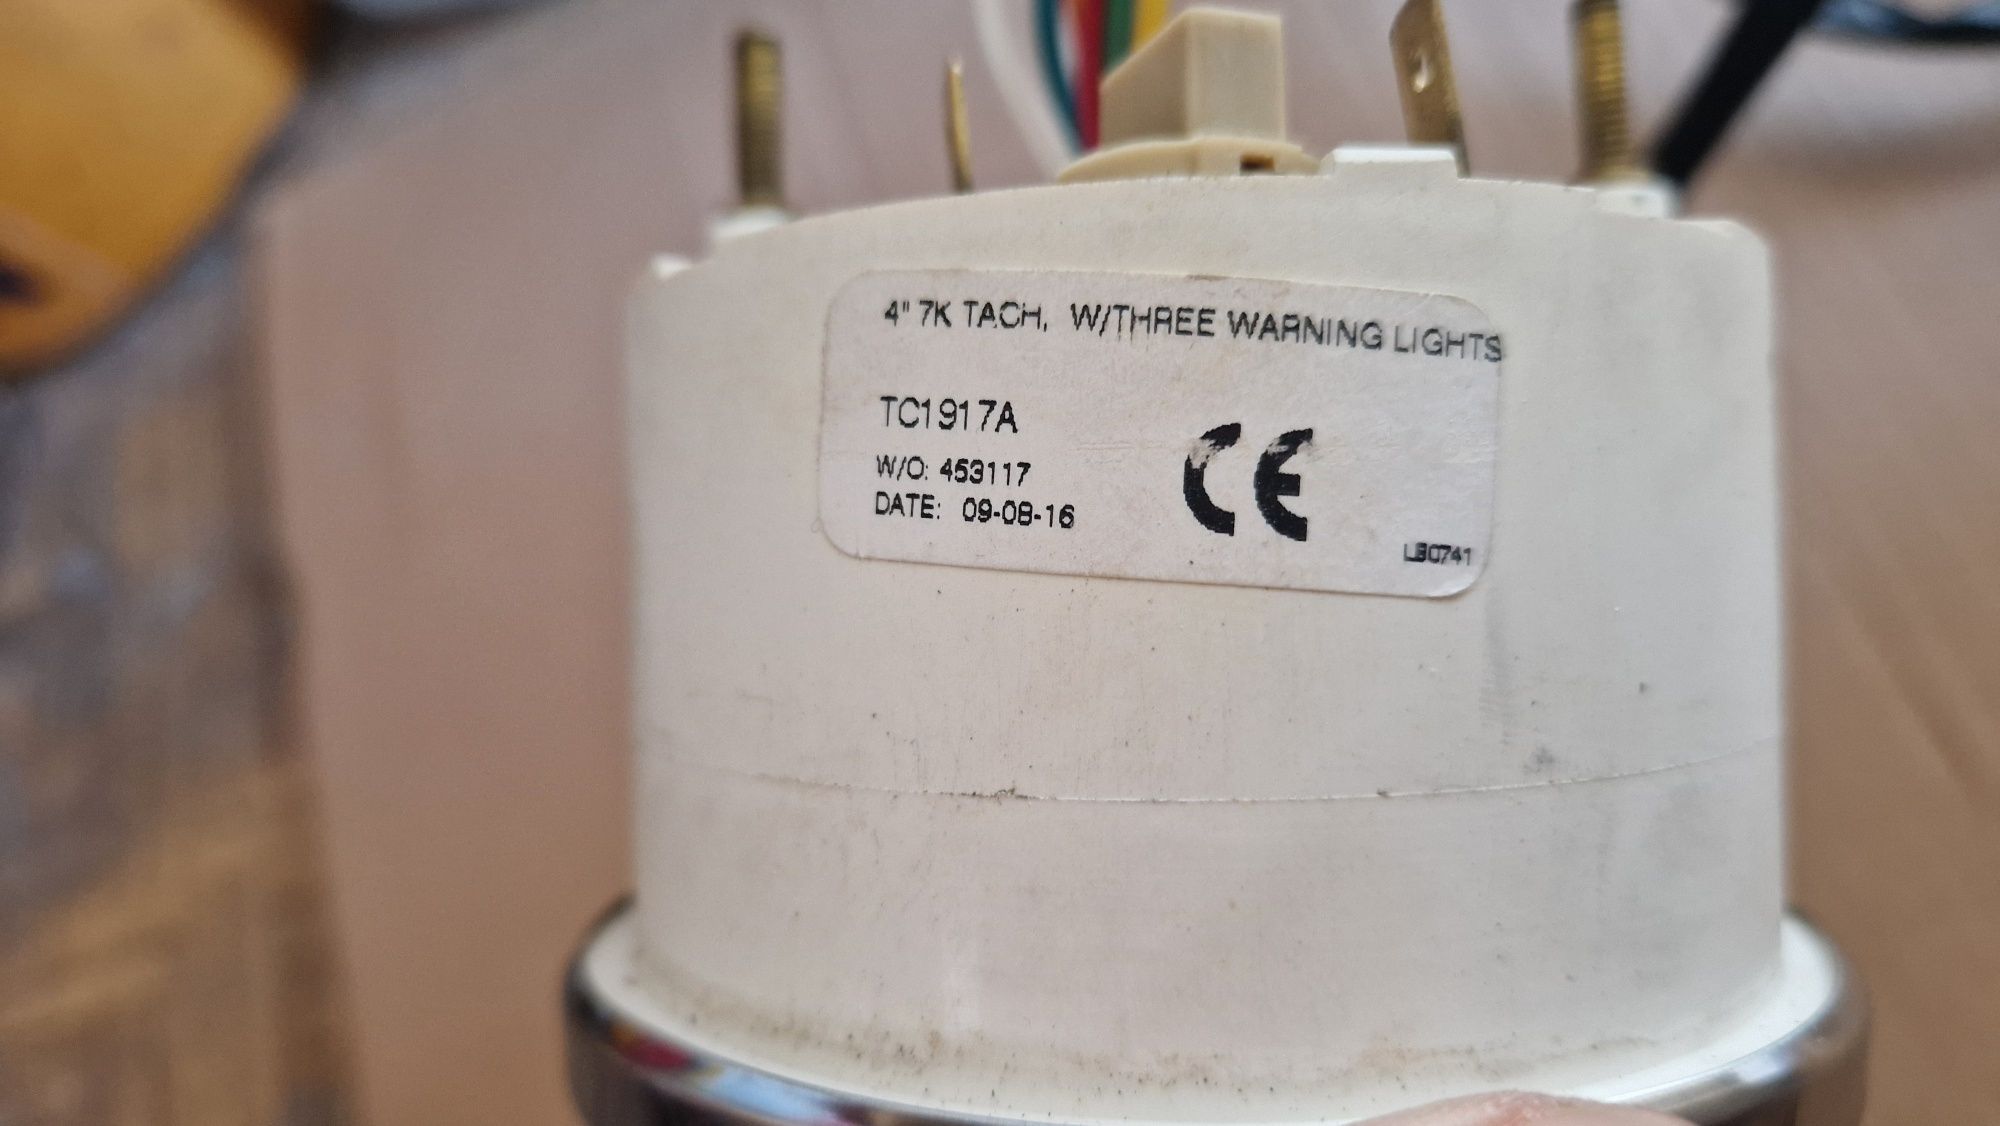 4" 7K TACH, W/THREE WARNING LIGHTS
TC1917A
W/O: 453117
DATE: 09-08-16
CE
LB0741